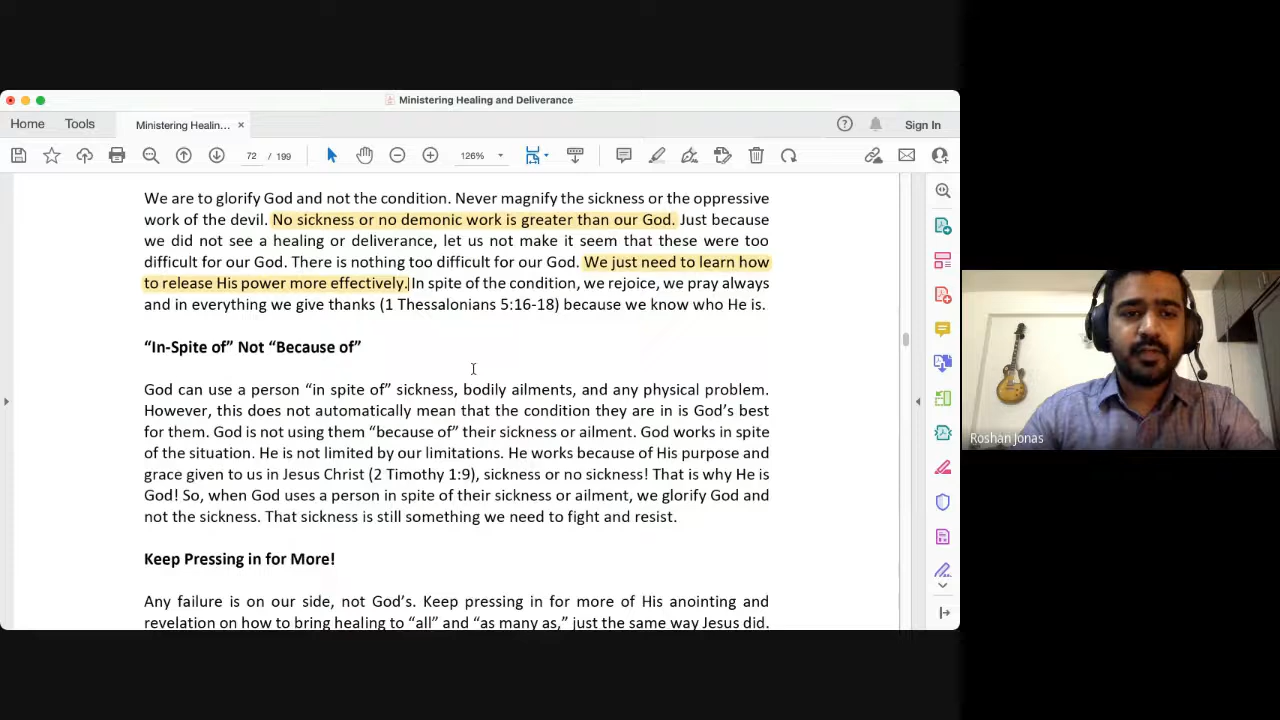 Ministering Healing and Deliverance
Home Tools Ministering Healin... × Sign In
72 / 199 126%
We are to glorify God and not the condition. Never magnify the sickness or the oppressive
work of the devil. No sickness or no demonic work is greater than our God. Just because
we did not see a healing or deliverance, let us not make it seem that these were too
difficult for our God. There is nothing too difficult for our God. We just need to learn how
to release His power more effectively. In spite of the condition, we rejoice, we pray always
and in everything we give thanks (1 Thessalonians 5:16-18) because we know who He is.
“In-Spite of” Not “Because of”
God can use a person “in spite of” sickness, bodily ailments, and any physical problem.
However, this does not automatically mean that the condition they are in is God’s best
for them. God is not using them “because of” their sickness or ailment. God works in spite
of the situation. He is not limited by our limitations. He works because of His purpose and
grace given to us in Jesus Christ (2 Timothy 1:9), sickness or no sickness! That is why He is
God! So, when God uses a person in spite of their sickness or ailment, we glorify God and
not the sickness. That sickness is still something we need to fight and resist.
Keep Pressing in for More!
Any failure is on our side, not God’s. Keep pressing in for more of His anointing and
revelation on how to bring healing to “all” and “as many as,” just the same way Jesus did.
Roshan Jonas